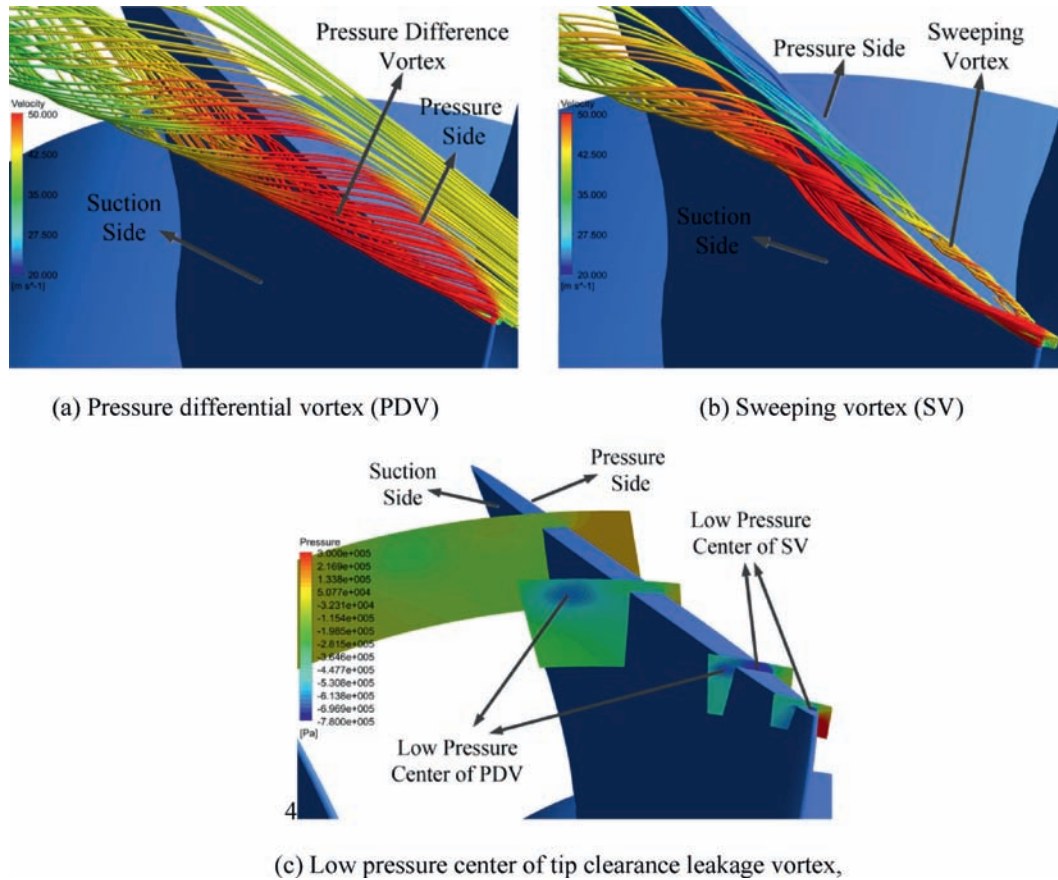 Pressure Difference
Vortex
Pressure
Side
Suction
Side
Velocity
50.000
42.500
35.000
27.500
20.000
[m s^-1]
(a) Pressure differential vortex (PDV)
Pressure Side
Sweeping
Vortex
Suction
Side
Velocity
50.000
42.500
35.000
27.500
20.000
[m s^-1]
(b) Sweeping vortex (SV)
Suction
Side
Pressure
Side
Low Pressure
Center of SV
Pressure
3.000e+005
2.169e+005
1.338e+005
5.077e+004
-3.231e+004
-1.154e+005
-1.985e+005
-2.815e+005
-3.646e+005
-4.477e+005
-5.308e+005
-6.138e+005
-6.969e+005
-7.800e+005
[Pa]
Low Pressure
Center of PDV
4
(c) Low pressure center of tip clearance leakage vortex,